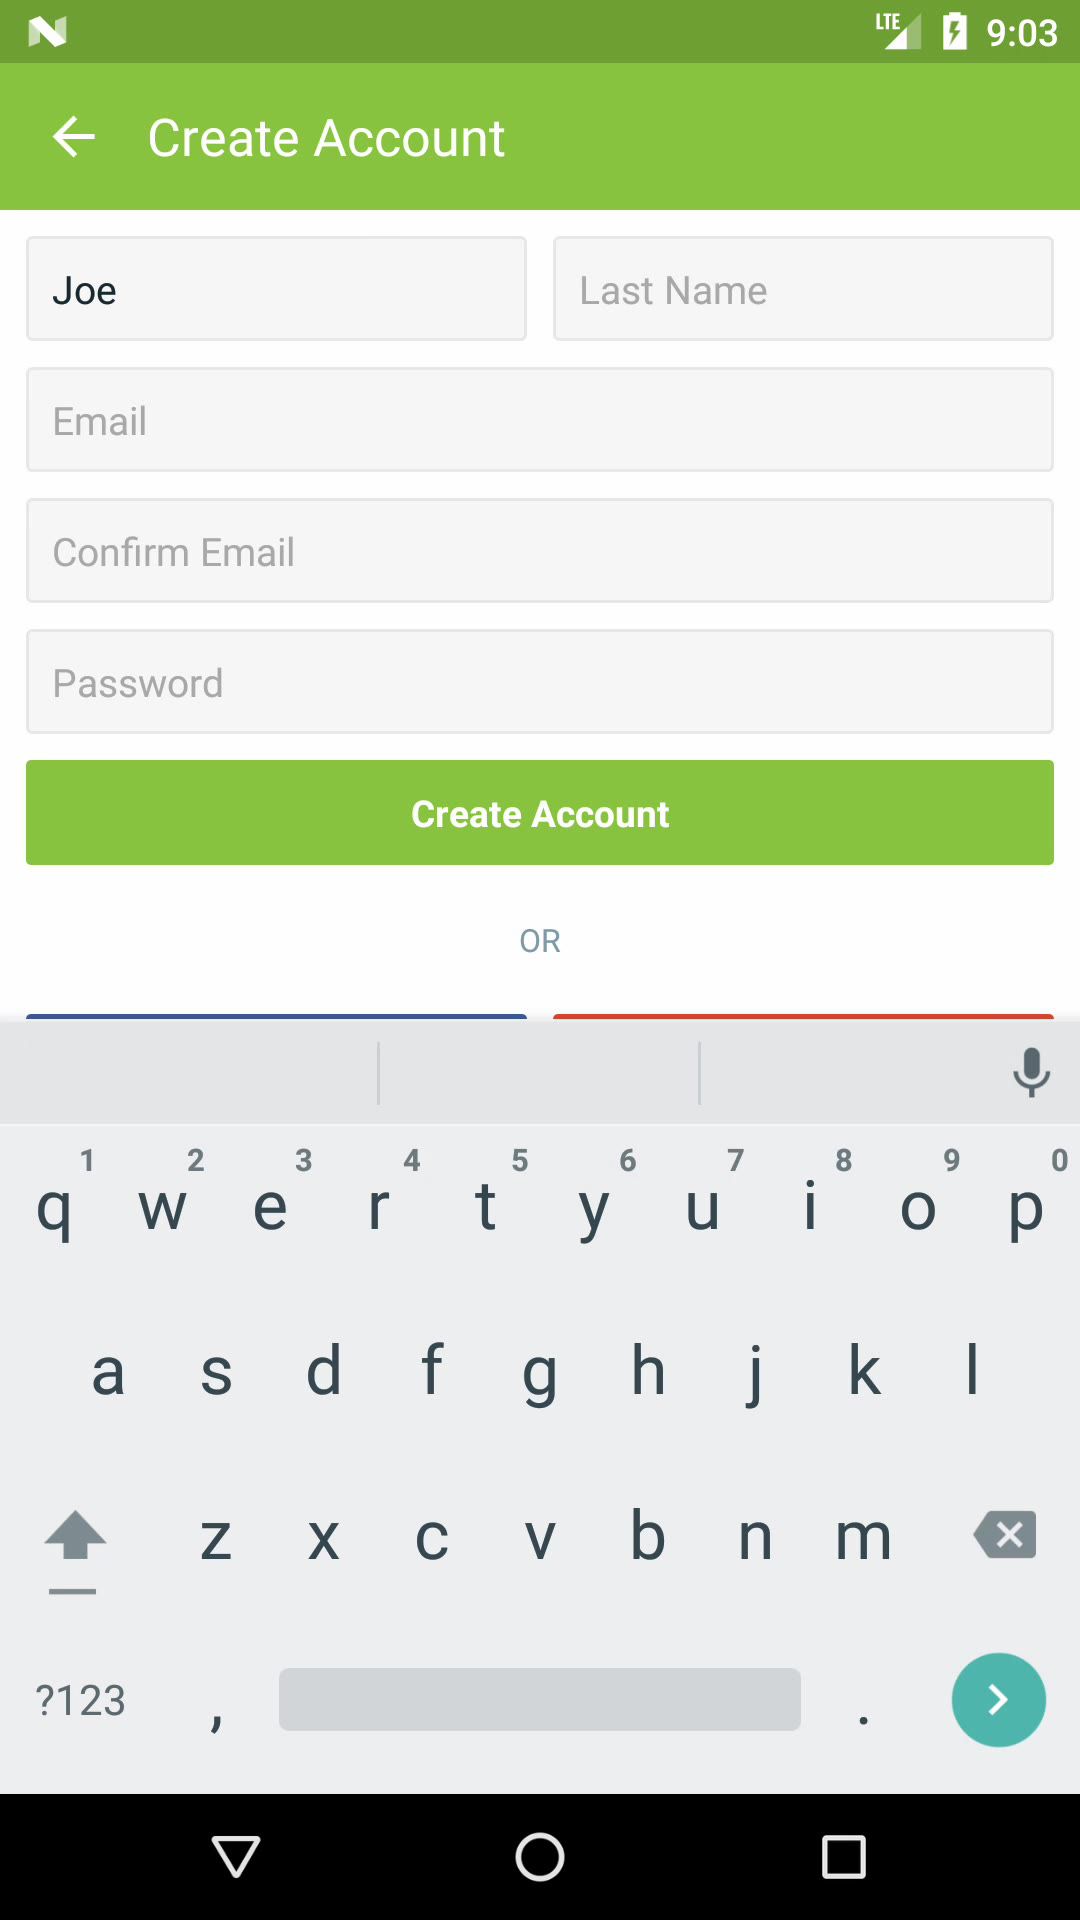 LTE 9:03
Create Account
Joe Last Name
Email
Confirm Email
Password
Create Account
OR
1 2 3 4 5 6 7 8 9 0
q w e r t y u i o p
a s d f g h j k l
z x c v b n m
?123 , .